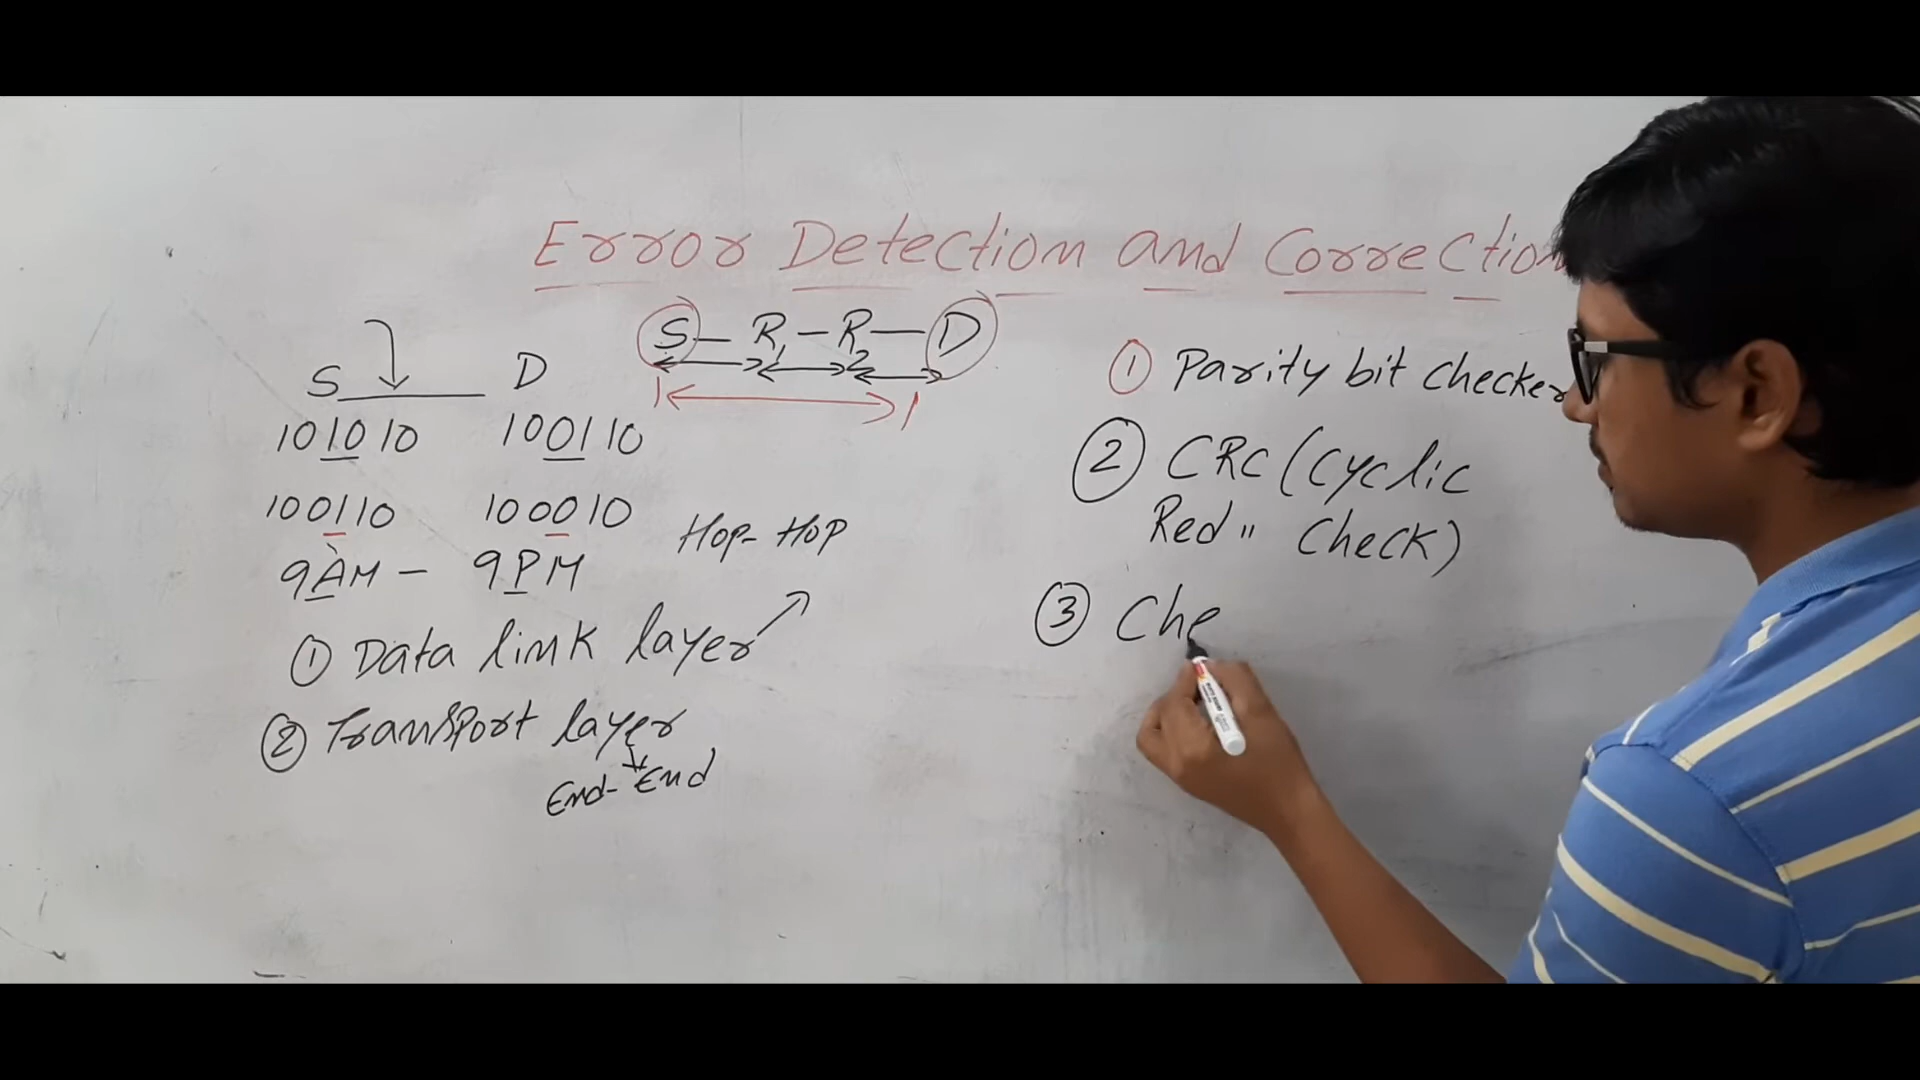 Error Detection and Correction
S D
101010 100110
100110 100010
9AM - 9PM
① Data link layer
② Transport layer
End-End
S - R1 - R2 - D
Hop-Hop
① Parity bit checker
② CRC (Cyclic
Red" Check)
③ Che